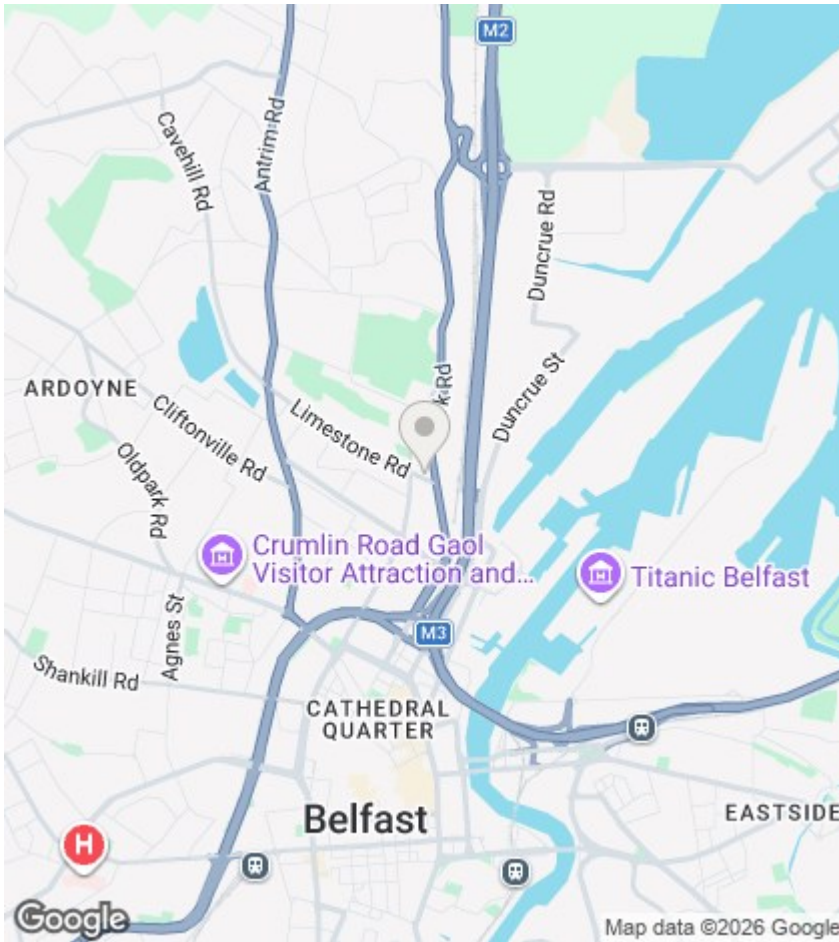 M2
Cavehill Rd
Antrim Rd
Duncrue Rd
ARDOYNE
k Rd
Duncrue St
Limestone Rd
Cliftonville Rd
Oldpark Rd
Crumlin Road Gaol
Visitor Attraction and...
Titanic Belfast
Agnes St
M3
Shankill Rd
CATHEDRAL
QUARTER
Belfast
EASTSIDE
H
Google
Map data ©2026 Google